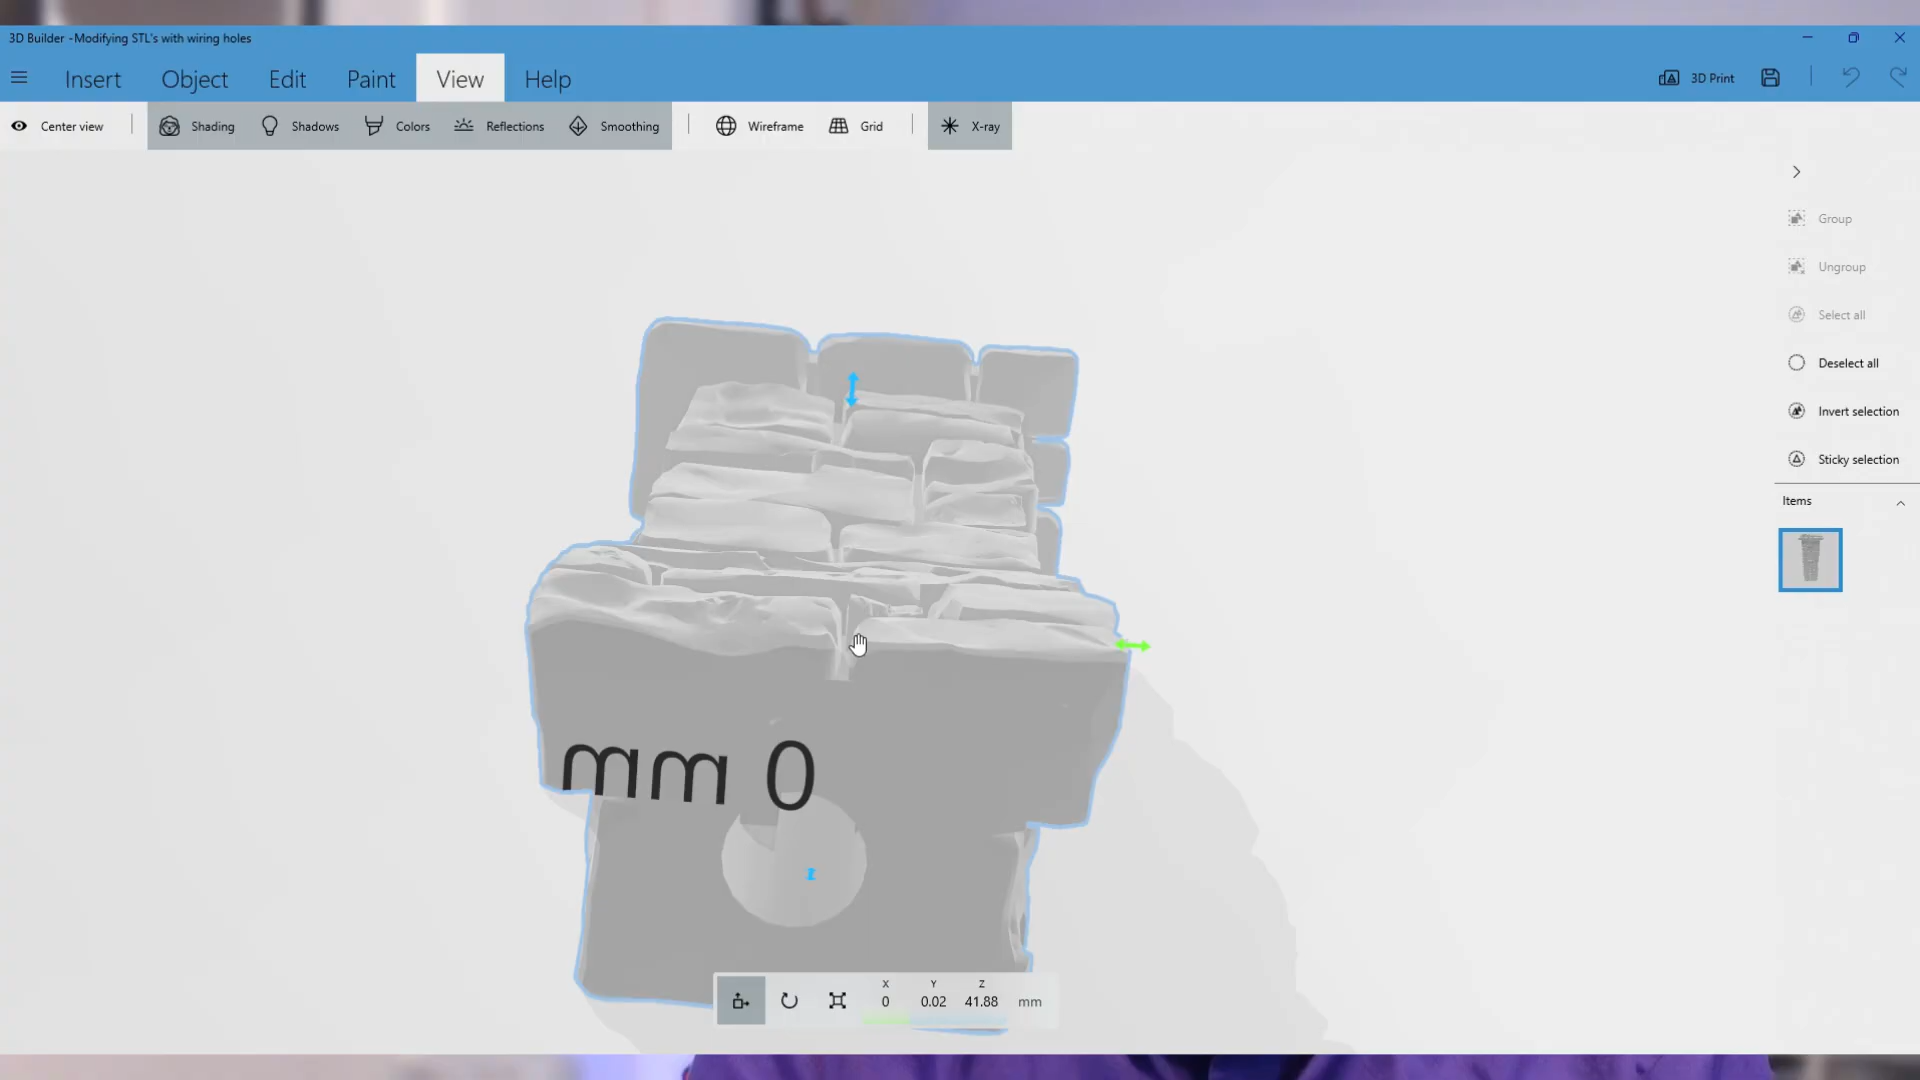 3D Builder - Modifying STL's with wiring holes
Insert Object Edit Paint View Help 3D Print
Center view Shading Shadows Colors Reflections Smoothing Wireframe Grid X-ray
Group
Ungroup
Select all
Deselect all
Invert selection
Sticky selection
Items
mm 0
X Y Z
0 0.02 41.88 mm